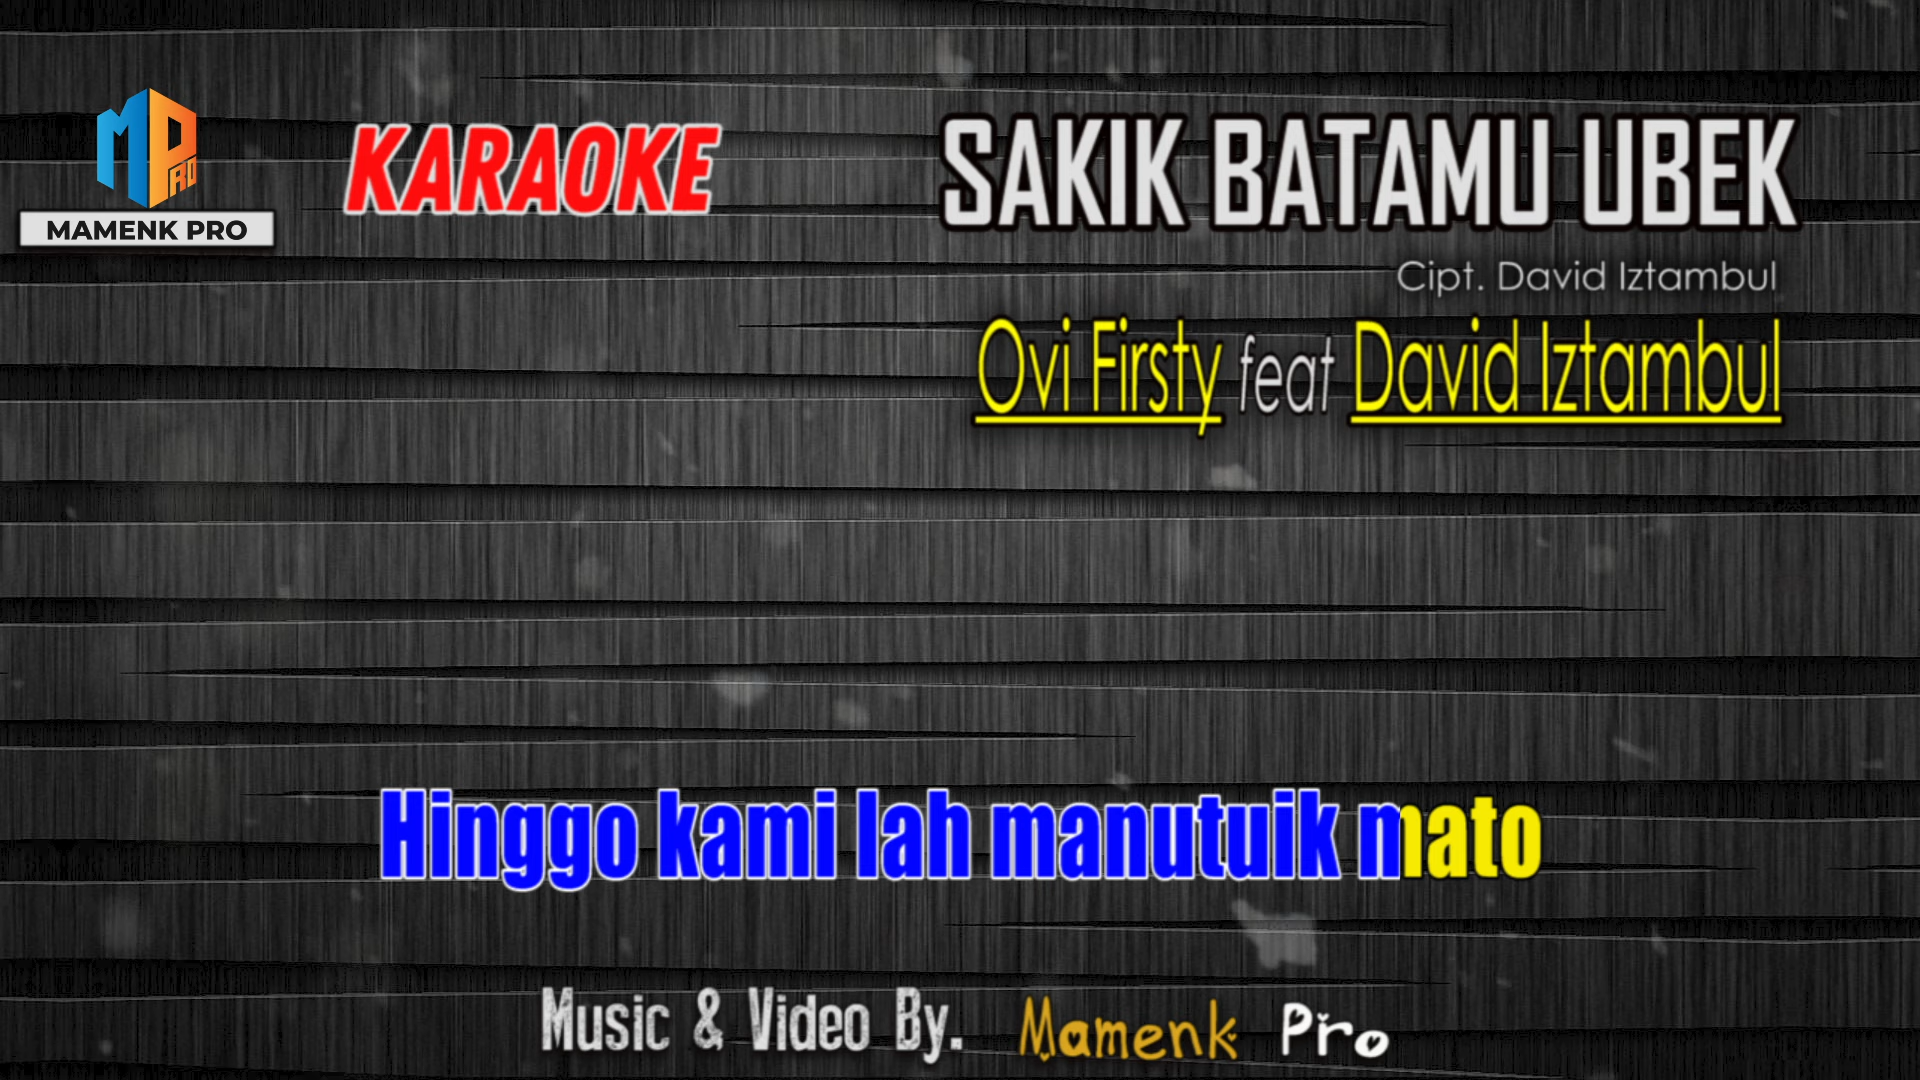 MP
PRO
MAMENK PRO
KARAOKE
SAKIK BATAMU UBEK
Cipt. David Iztambul
Ovi Firsty feat David Iztambul
Hinggo kami lah manutuik mato
Music & Video By. Mamenk Pro